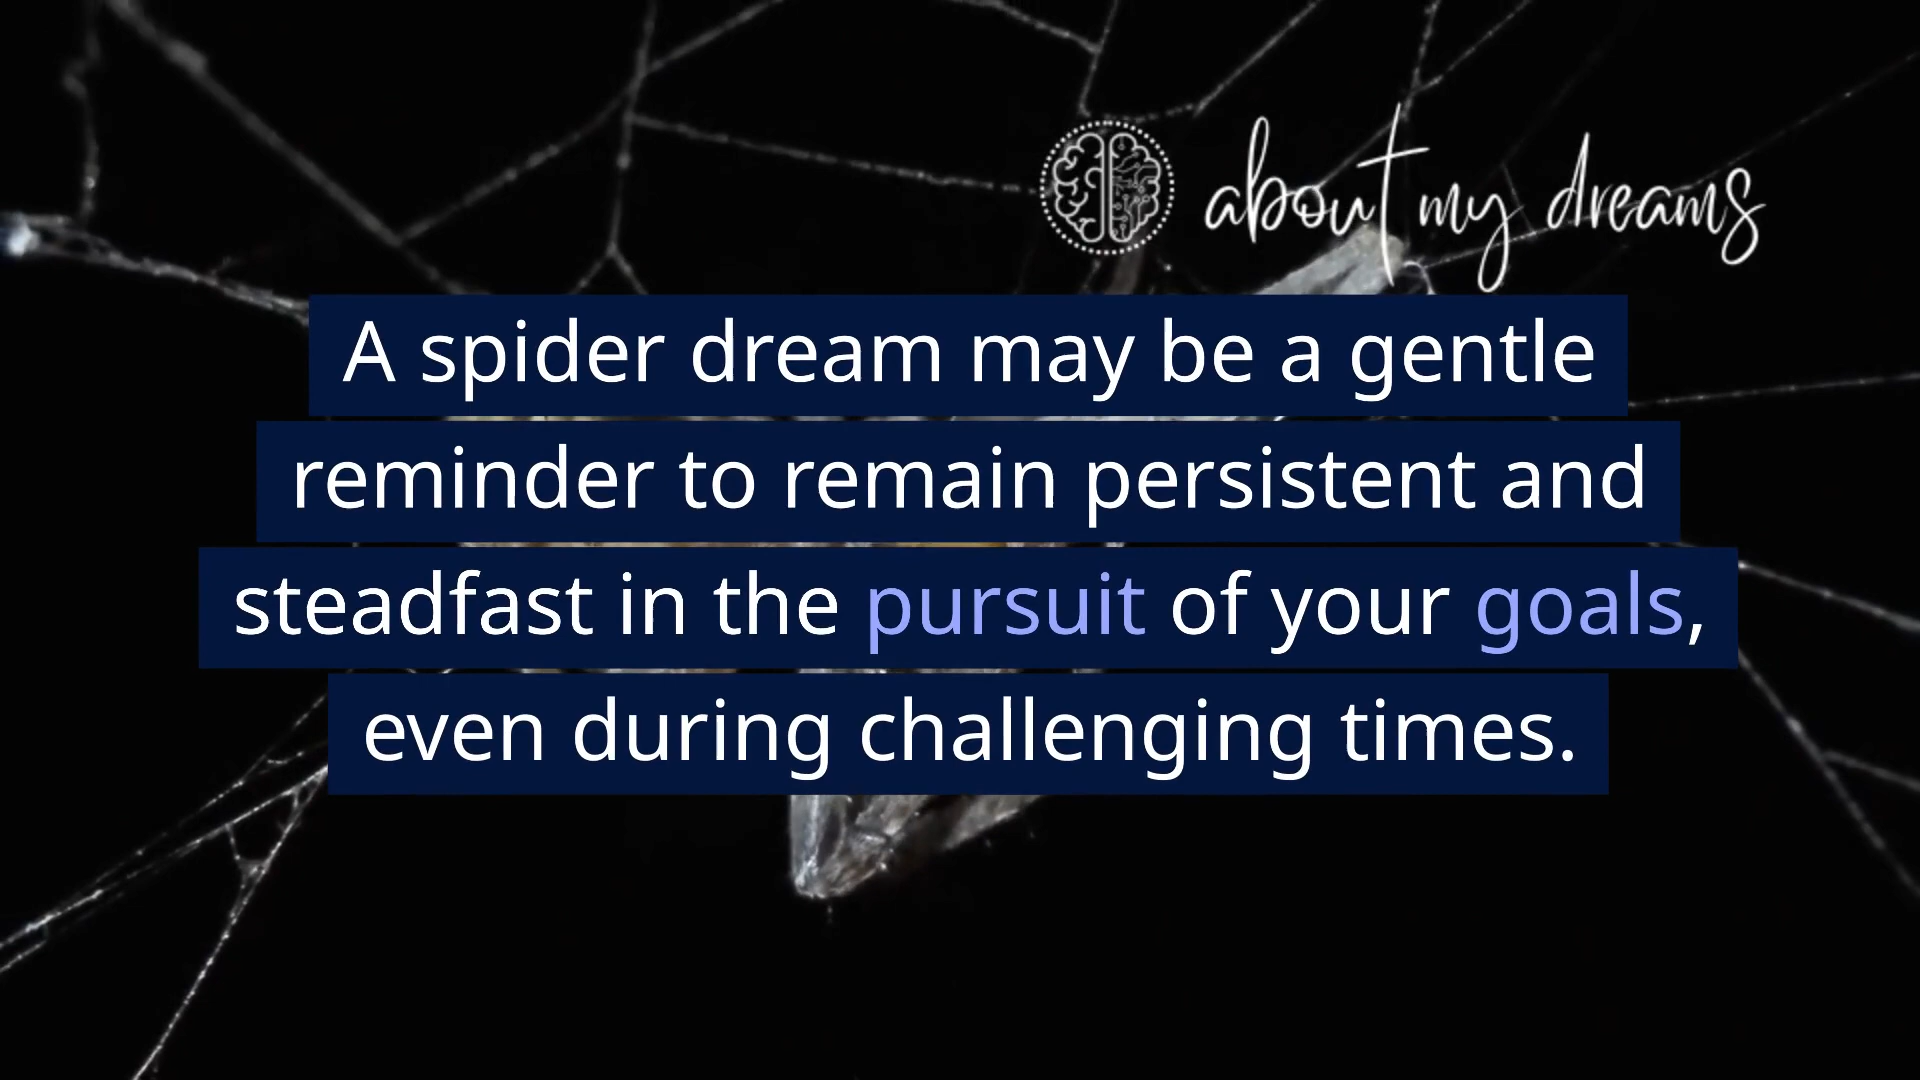 about my dreams
A spider dream may be a gentle
reminder to remain persistent and
steadfast in the pursuit of your goals,
even during challenging times.